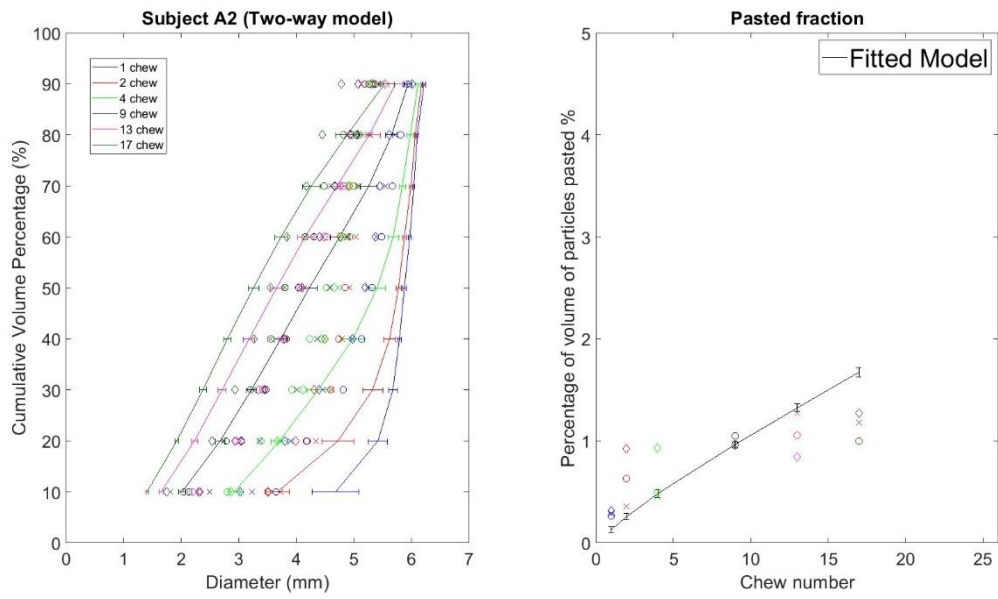 Subject A2 (Two-way model)
Cumulative Volume Percentage (%)
100
90
80
70
60
50
40
30
20
10
0
1 chew
2 chew
4 chew
9 chew
13 chew
17 chew
0 1 2 3 4 5 6 7
Diameter (mm)
Pasted fraction
Percentage of volume of particles pasted %
5
4
3
2
1
0
Fitted Model
0 5 10 15 20 25
Chew number